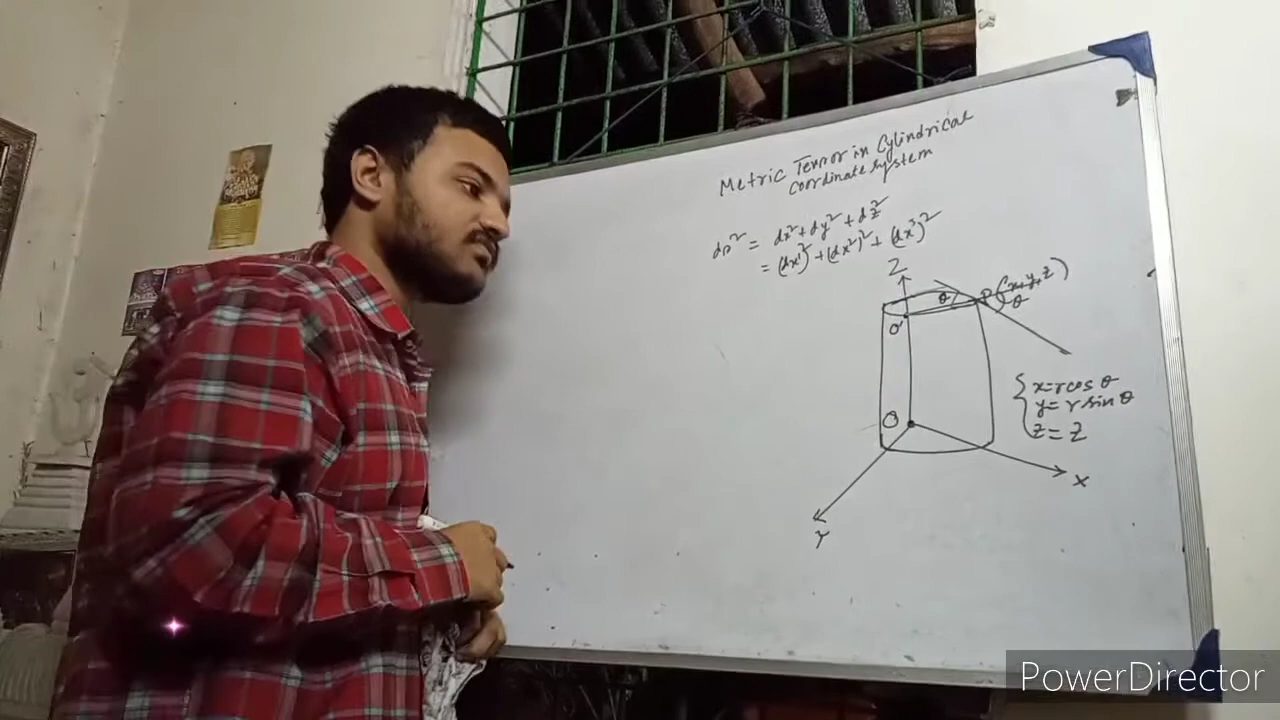 Metric Tensor in Cylindrical
coordinate system
ds² = dx² + dy² + dz²
= (dx¹)² + (dx²)² + (dx³)²
Z
θ
P(x, y, z)
θ
O'
{ x = r cos θ
y = r sin θ
z = z
O
X
Y
PowerDirector